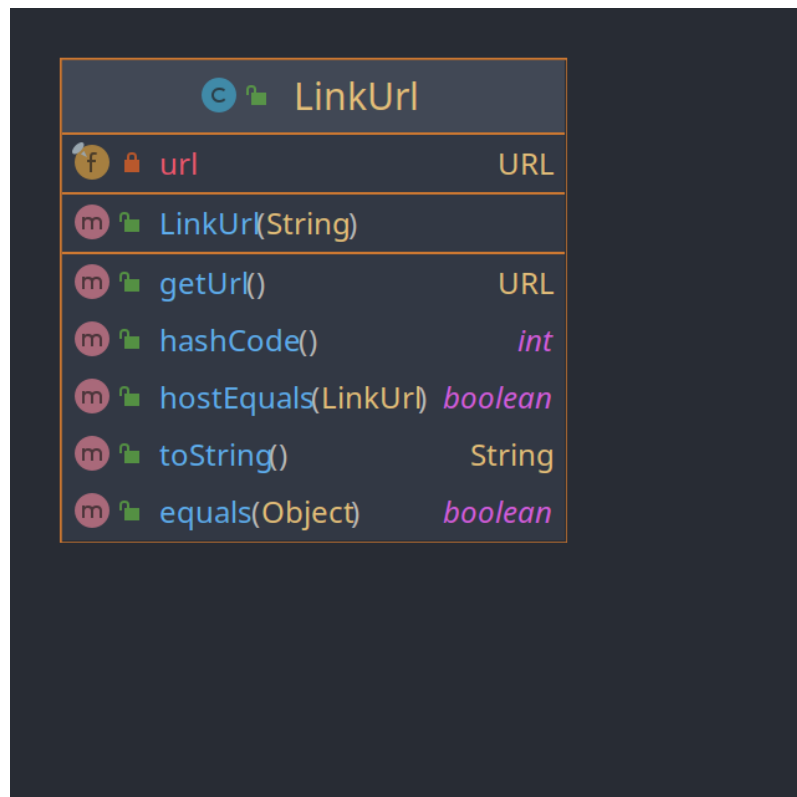 C LinkUrl
f url URL
m LinkUrl(String)
m getUrl() URL
m hashCode() int
m hostEquals(LinkUrl) boolean
m toString() String
m equals(Object) boolean